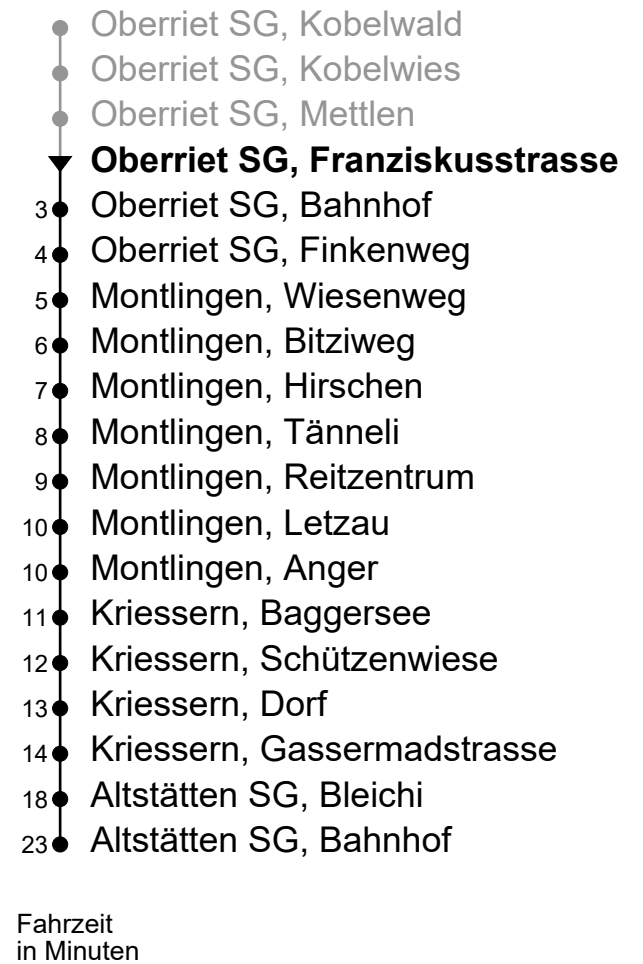 Oberriet SG, Kobelwald
Oberriet SG, Kobelwies
Oberriet SG, Mettlen
Oberriet SG, Franziskusstrasse
3 Oberriet SG, Bahnhof
4 Oberriet SG, Finkenweg
5 Montlingen, Wiesenweg
6 Montlingen, Bitziweg
7 Montlingen, Hirschen
8 Montlingen, Tänneli
9 Montlingen, Reitzentrum
10 Montlingen, Letzau
10 Montlingen, Anger
11 Kriessern, Baggersee
12 Kriessern, Schützenwiese
13 Kriessern, Dorf
14 Kriessern, Gassermadstrasse
18 Altstätten SG, Bleichi
23 Altstätten SG, Bahnhof
Fahrzeit
in Minuten